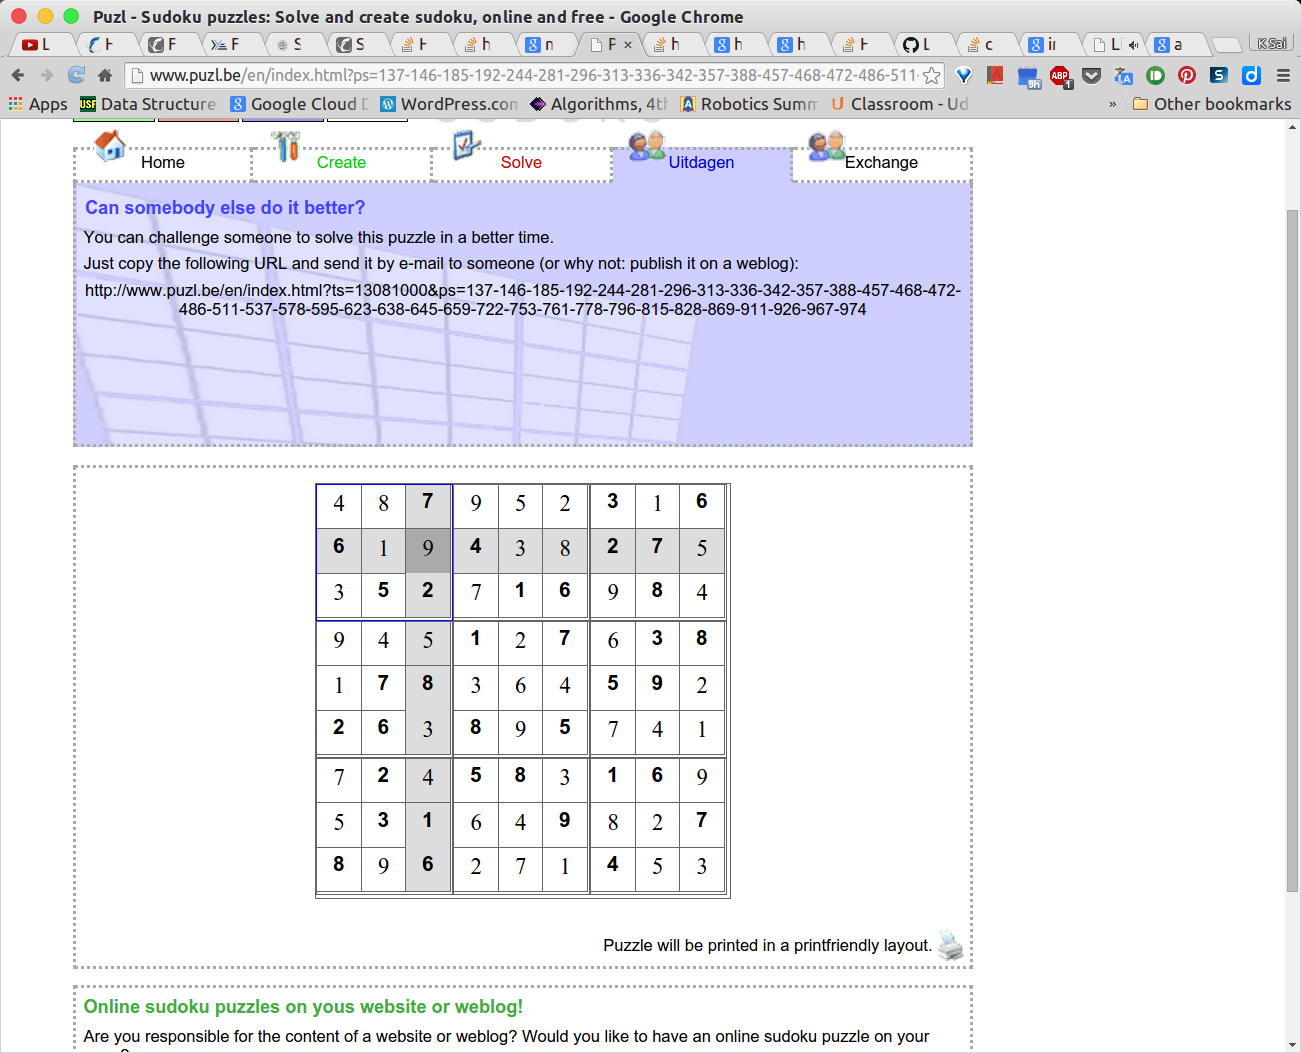 Puzl - Sudoku puzzles: Solve and create sudoku, online and free - Google Chrome
L H F F S S H h n F × h h h H L c ir Li a K Sai
www.puzl.be/en/index.html?ps=137-146-185-192-244-281-296-313-336-342-357-388-457-468-472-486-511-
Apps Data Structure Google Cloud WordPress.com Algorithms, 4th Robotics Summ Classroom - Ud » Other bookmarks
Home Create Solve Uitdagen Exchange
Can somebody else do it better?
You can challenge someone to solve this puzzle in a better time.
Just copy the following URL and send it by e-mail to someone (or why not: publish it on a weblog):
http://www.puzl.be/en/index.html?ts=13081000&ps=137-146-185-192-244-281-296-313-336-342-357-388-457-468-472-
486-511-537-578-595-623-638-645-659-722-753-761-778-796-815-828-869-911-926-967-974
4 8 7 9 5 2 3 1 6
6 1 9 4 3 8 2 7 5
3 5 2 7 1 6 9 8 4
9 4 5 1 2 7 6 3 8
1 7 8 3 6 4 5 9 2
2 6 3 8 9 5 7 4 1
7 2 4 5 8 3 1 6 9
5 3 1 6 4 9 8 2 7
8 9 6 2 7 1 4 5 3
Puzzle will be printed in a printfriendly layout.
Online sudoku puzzles on yous website or weblog!
Are you responsible for the content of a website or weblog? Would you like to have an online sudoku puzzle on your